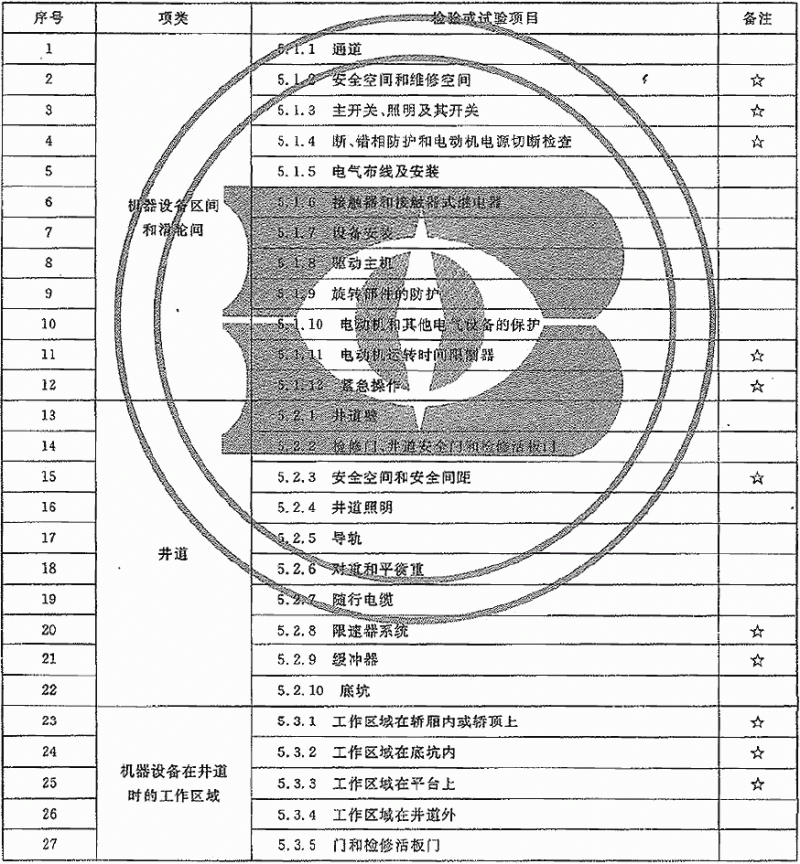 序号 项类 检验或试验项目 备注
1 5.1.1 通道
2 5.1.2 安全空间和维修空间 ☆
3 5.1.3 主开关、照明及其开关 ☆
4 5.1.4 断、错相防护和电动机电源切断检查 ☆
5 5.1.5 电气布线及安装
6 5.1.6 接触器和接触器式继电器
机器设备区间
和滑轮间
7 5.1.7 设备安装
8 5.1.8 驱动主机
9 5.1.9 旋转部件的防护
10 5.1.10 电动机和其他电气设备的保护
11 5.1.11 电动机运转时间限制器 ☆
12 5.1.12 紧急操作 ☆
13 5.2.1 井道壁
14 5.2.2 检修门、井道安全门和检修活板门
15 5.2.3 安全空间和安全间距 ☆
16 5.2.4 井道照明
17 5.2.5 导轨
井道
18 5.2.6 对重和平衡重
19 5.2.7 随行电缆
20 5.2.8 限速器系统 ☆
21 5.2.9 缓冲器 ☆
22 5.2.10 底坑
23 5.3.1 工作区域在轿厢内或轿顶上 ☆
24 5.3.2 工作区域在底坑内 ☆
机器设备在井道
时的工作区域
25 5.3.3 工作区域在平台上 ☆
26 5.3.4 工作区域在井道外
27 5.3.5 门和检修活板门